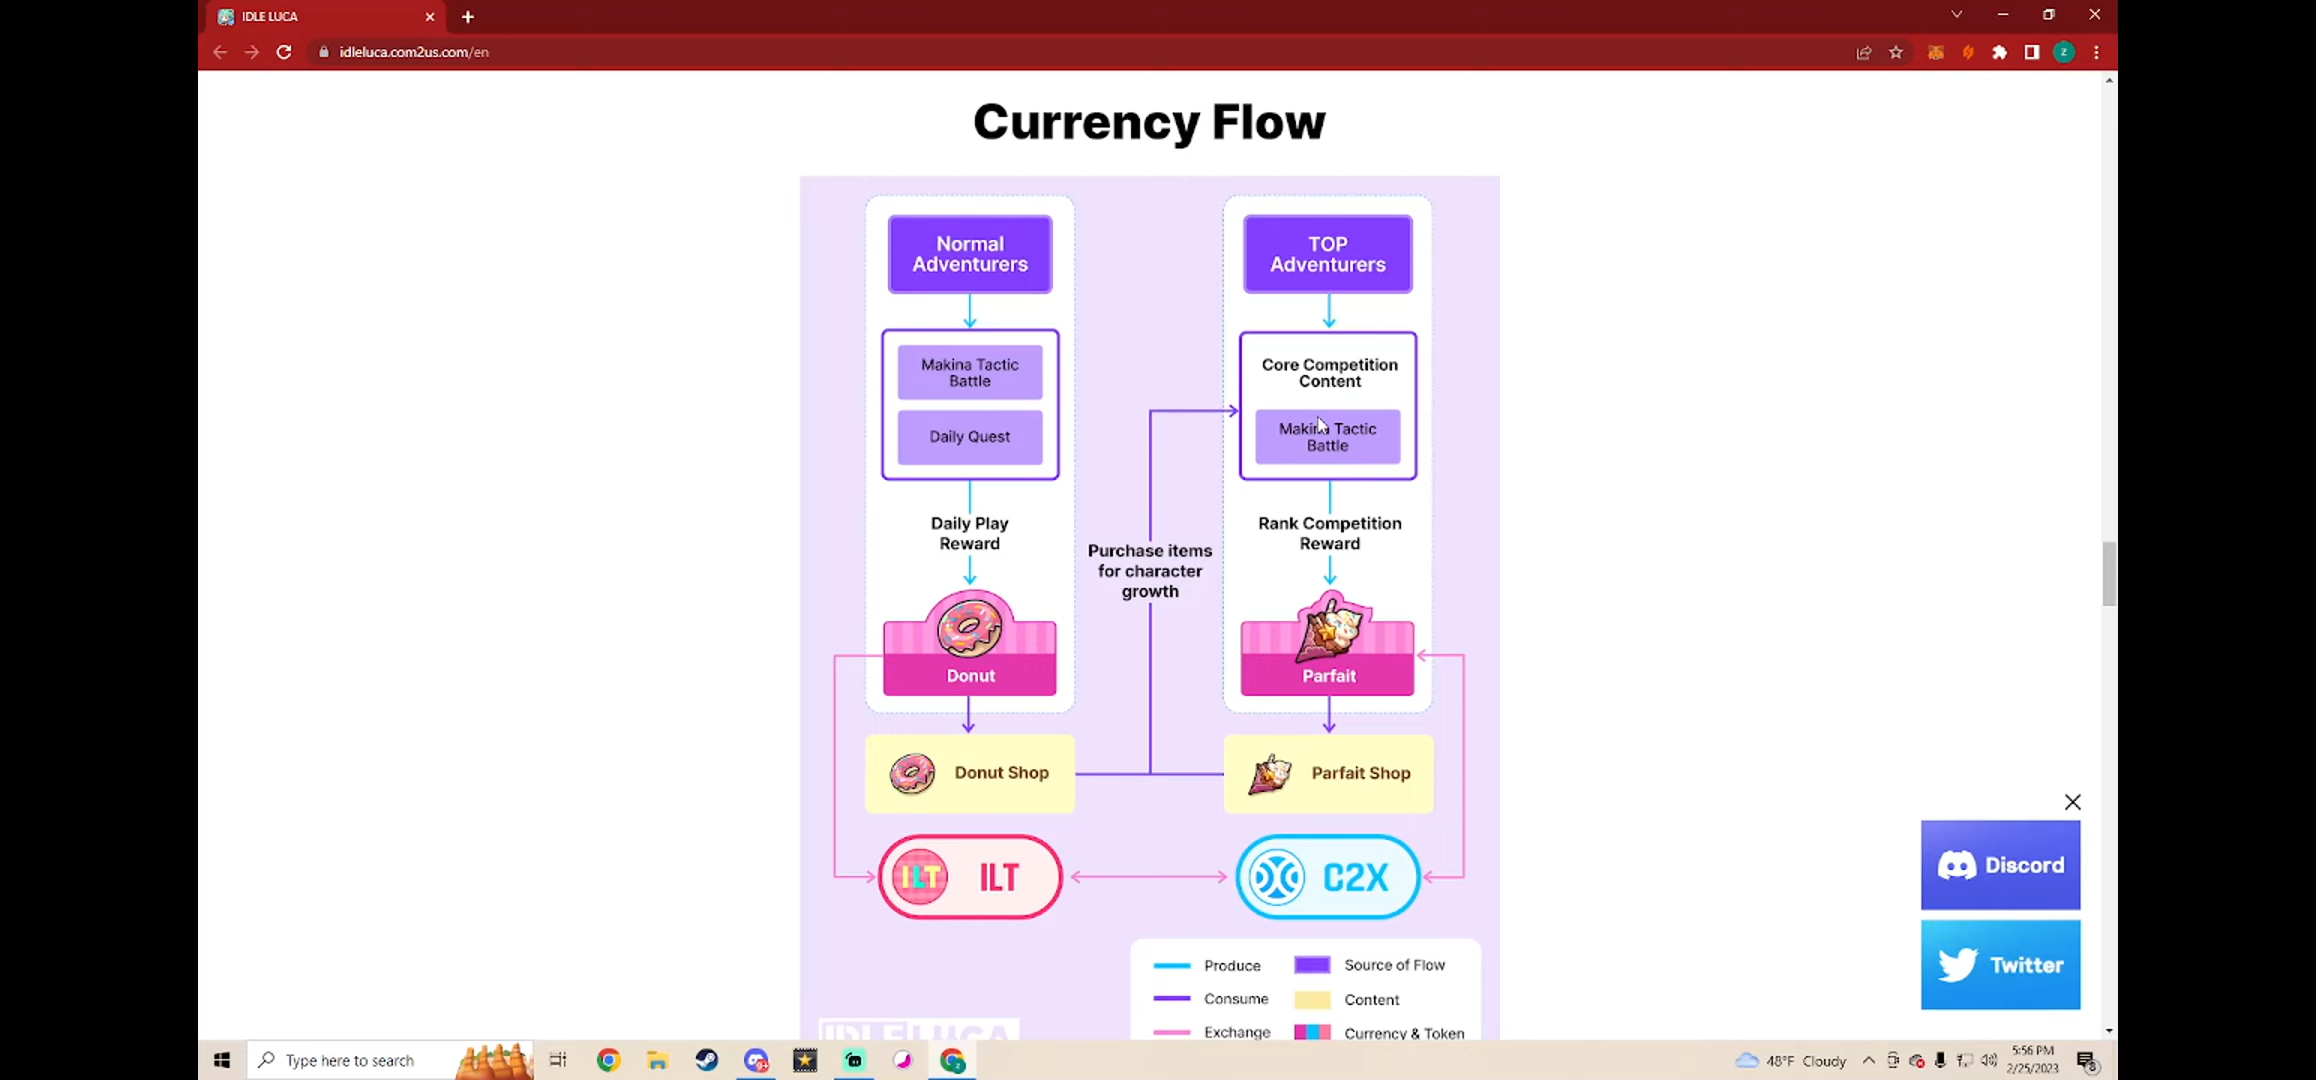 IDLE LUCA
idleluca.com2us.com/en
z
Currency Flow
Normal
Adventurers
TOP
Adventurers
Makina Tactic
Battle
Daily Quest
Core Competition
Content
Makina Tactic
Battle
Daily Play
Reward
Rank Competition
Reward
Purchase items
for character
growth
Donut
Parfait
Donut Shop
Parfait Shop
ILT
ILT
C2X
Produce
Source of Flow
Consume
Content
Exchange
Currency & Token
IDLE LUCA
Discord
Twitter
Type here to search
48°F Cloudy
5:56 PM
2/25/2023